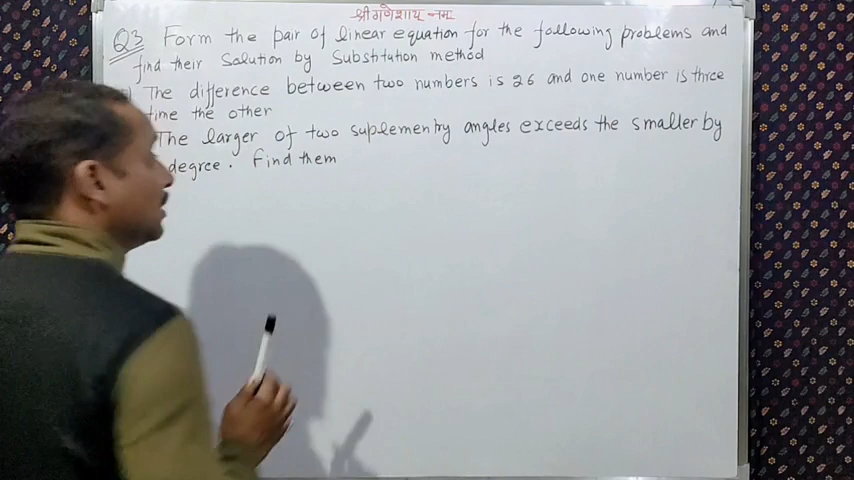 श्री गणेशाय नमः
Q3 Form the pair of linear equation for the following problems and
find their Solution by Substitution method
) The difference between two numbers is 26 and one number is three
time the other
The larger of two suplementry angles exceeds the smaller by
degree. Find them